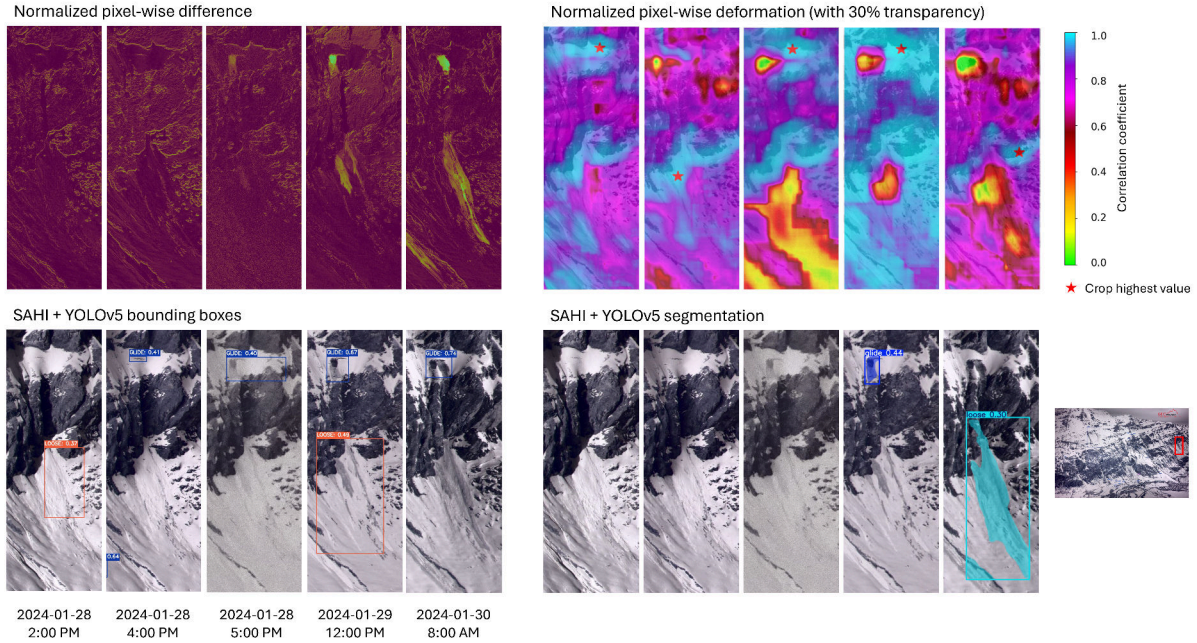 Normalized pixel-wise difference
Normalized pixel-wise deformation (with 30% transparency)
1.0
0.8
0.6
0.4
0.2
0.0
Correlation coefficient
Crop highest value
SAHI + YOLOv5 bounding boxes
SAHI + YOLOv5 segmentation
GLIDE: 0.41
GLIDE: 0.40
GLIDE: 0.67
GLIDE: 0.74
LOOSE: 0.37
LOOSE: 0.49
0.64
glide 0.44
loose 0.30
2024-01-28
2:00 PM
2024-01-28
4:00 PM
2024-01-28
5:00 PM
2024-01-29
12:00 PM
2024-01-30
8:00 AM